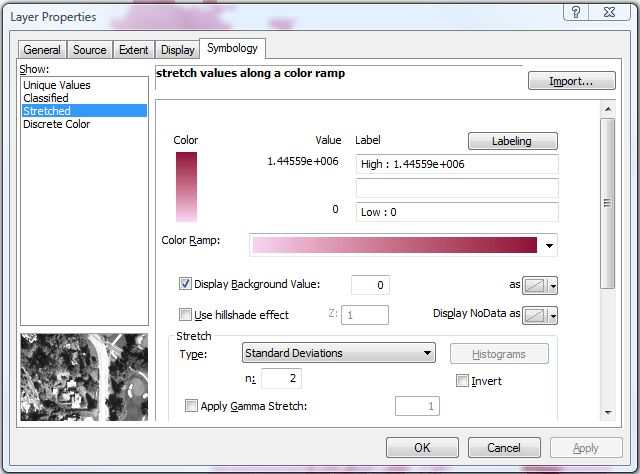 Layer Properties
General Source Extent Display Symbology
Show:
Unique Values
Classified
Stretched
Discrete Color
stretch values along a color ramp
Import...
Color Value Label Labeling
1.44559e+006 High : 1.44559e+006
0 Low : 0
Color Ramp:
Display Background Value: 0 as
Use hillshade effect Z: 1 Display NoData as
Stretch
Type: Standard Deviations Histograms
n: 2 Invert
Apply Gamma Stretch: 1
OK Cancel Apply